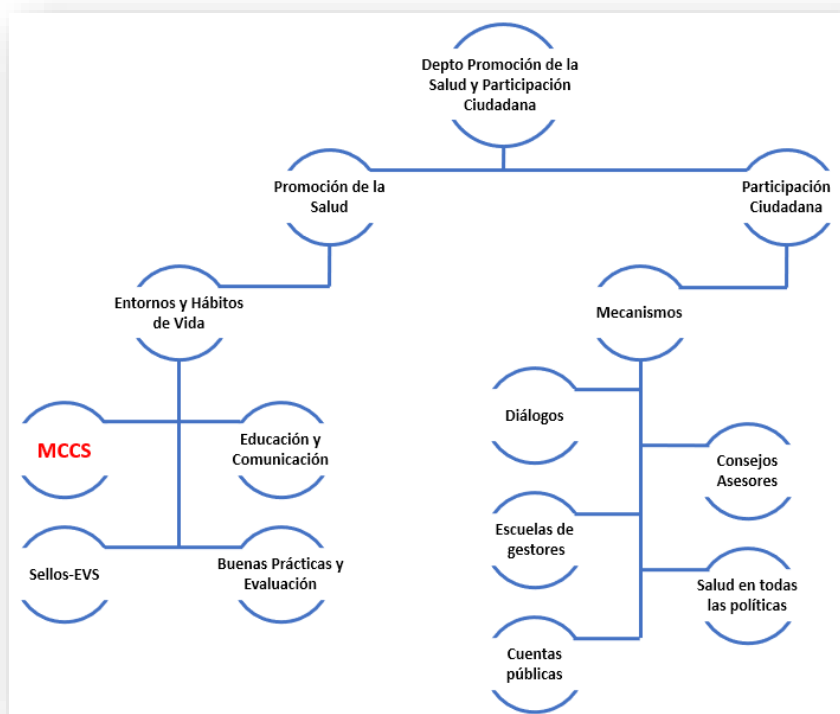 Depto Promoción de la
Salud y Participación
Ciudadana
Promoción de la
Salud
Participación
Ciudadana
Entornos y Hábitos
de Vida
Mecanismos
MCCS
Educación y
Comunicación
Sellos-EVS
Buenas Prácticas y
Evaluación
Diálogos
Consejos
Asesores
Escuelas de
gestores
Salud en todas
las políticas
Cuentas
públicas